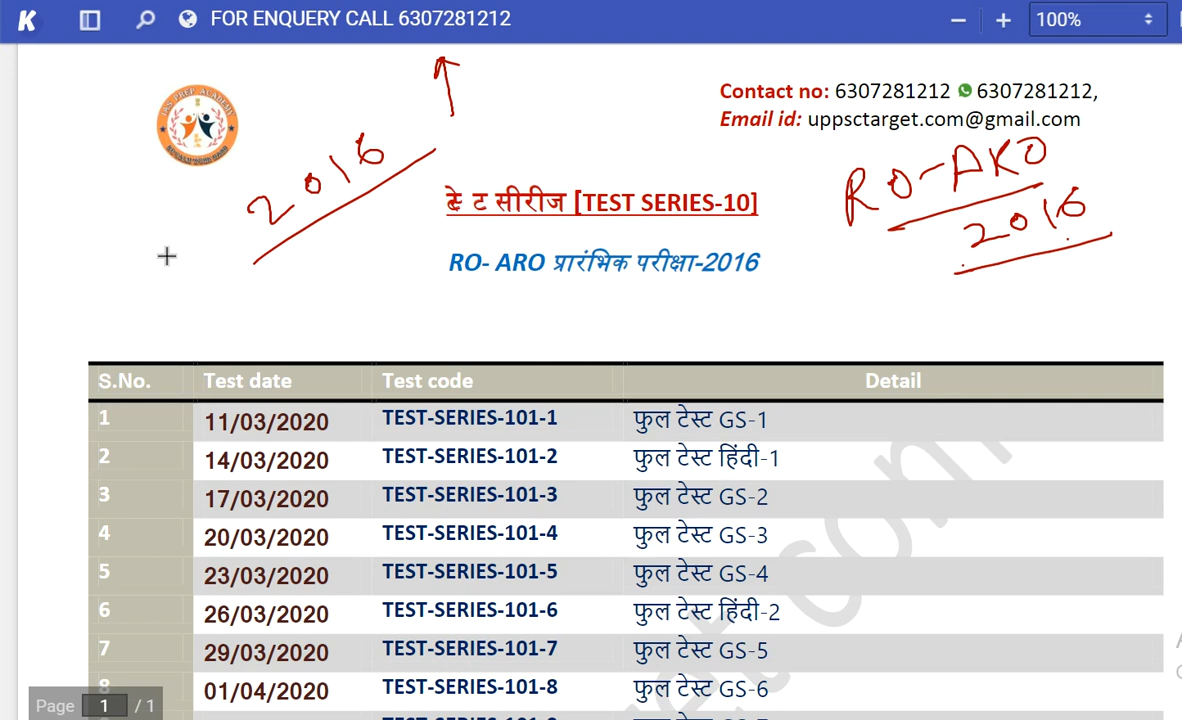 K FOR ENQUERY CALL 6307281212 100%
IAS PREP ACADEMY
Contact no: 6307281212 6307281212,
Email id: uppsctarget.com@gmail.com
2016
RO-ARO
2016
टेस्ट सीरीज [TEST SERIES-10]
RO- ARO प्रारंभिक परीक्षा-2016
S.No. Test date Test code Detail
1 11/03/2020 TEST-SERIES-101-1 फुल टेस्ट GS-1
2 14/03/2020 TEST-SERIES-101-2 फुल टेस्ट हिंदी-1
3 17/03/2020 TEST-SERIES-101-3 फुल टेस्ट GS-2
4 20/03/2020 TEST-SERIES-101-4 फुल टेस्ट GS-3
5 23/03/2020 TEST-SERIES-101-5 फुल टेस्ट GS-4
6 26/03/2020 TEST-SERIES-101-6 फुल टेस्ट हिंदी-2
7 29/03/2020 TEST-SERIES-101-7 फुल टेस्ट GS-5
8 01/04/2020 TEST-SERIES-101-8 फुल टेस्ट GS-6
Page 1 / 1